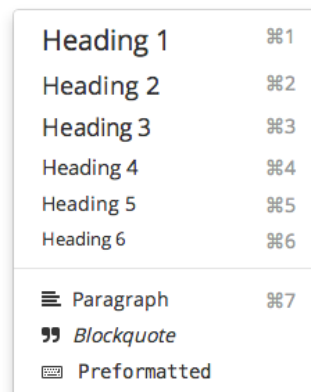 Heading 1 ⌘1
Heading 2 ⌘2
Heading 3 ⌘3
Heading 4 ⌘4
Heading 5 ⌘5
Heading 6 ⌘6
Paragraph ⌘7
Blockquote
Preformatted